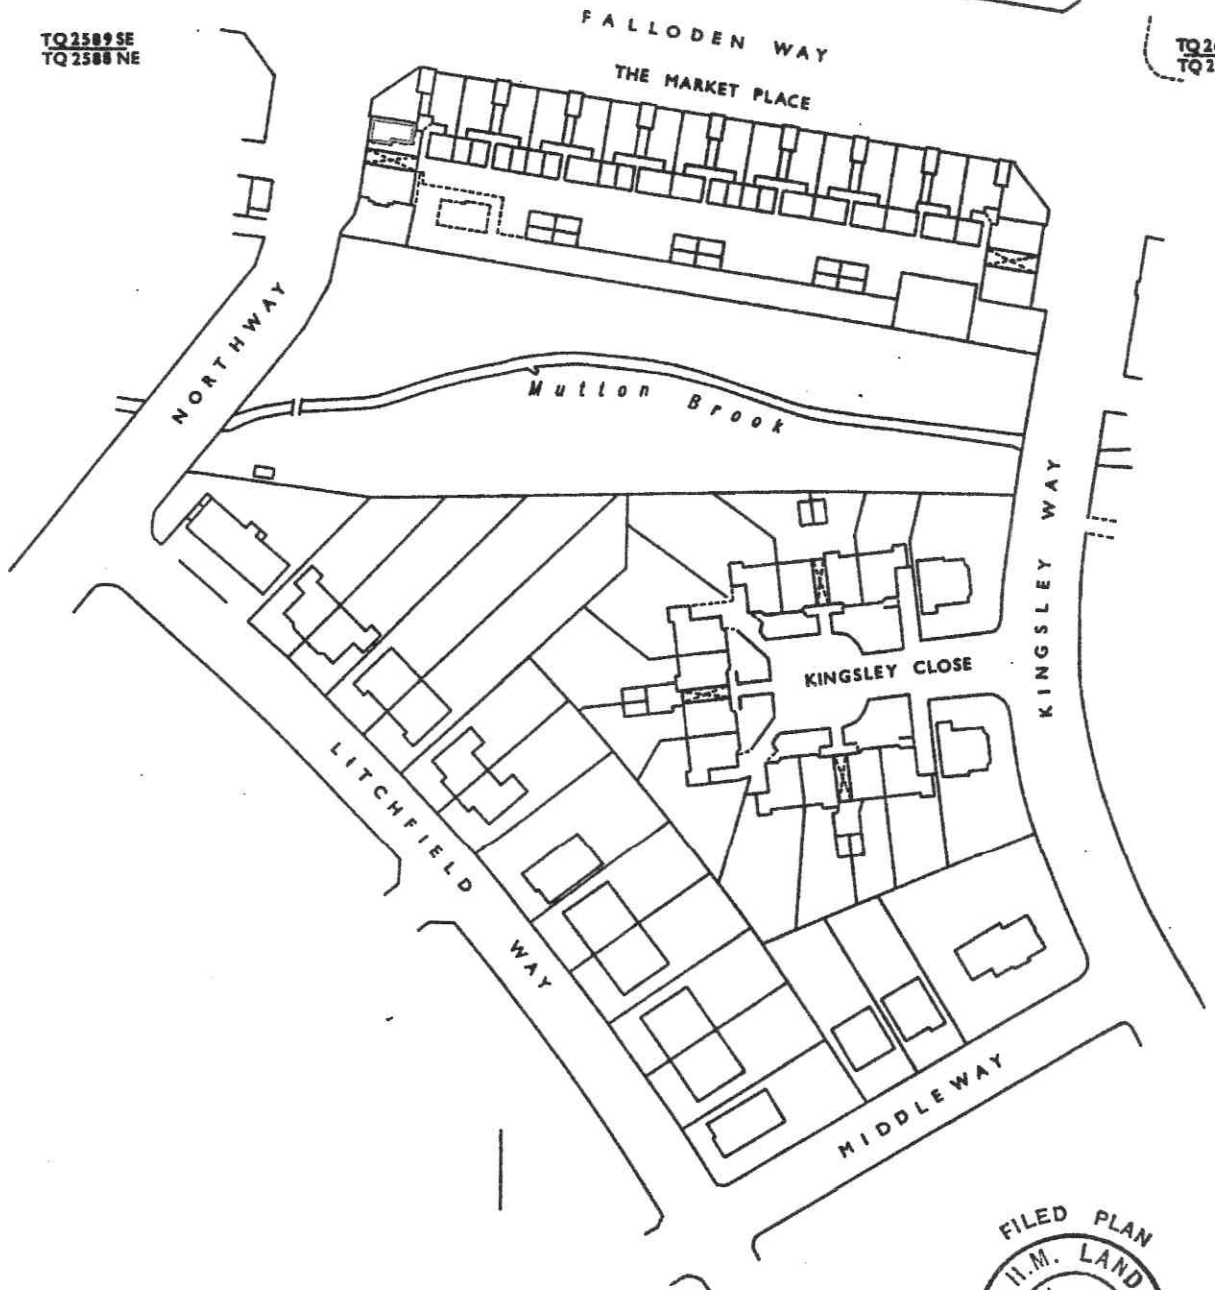 FALLODEN WAY
TQ2589SE
TQ2588NE
THE MARKET PLACE
NORTHWAY
Mutton Brook
KINGSLEY WAY
KINGSLEY CLOSE
LITCHFIELD WAY
MIDDLEWAY
FILED PLAN
H.M. LAND